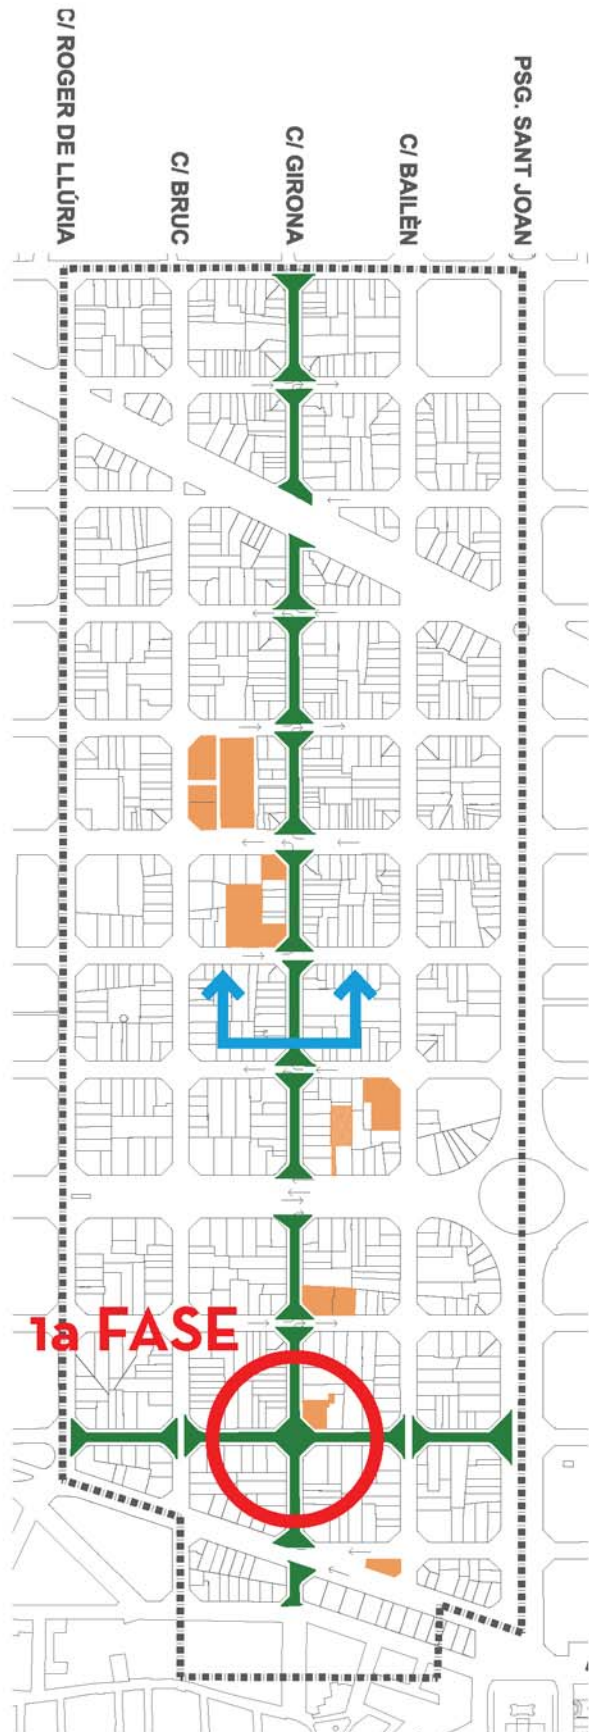 C/ ROGER DE LLÚRIA
C/ BRUC
C/ GIRONA
C/ BAILÈN
PSG. SANT JOAN
1a FASE